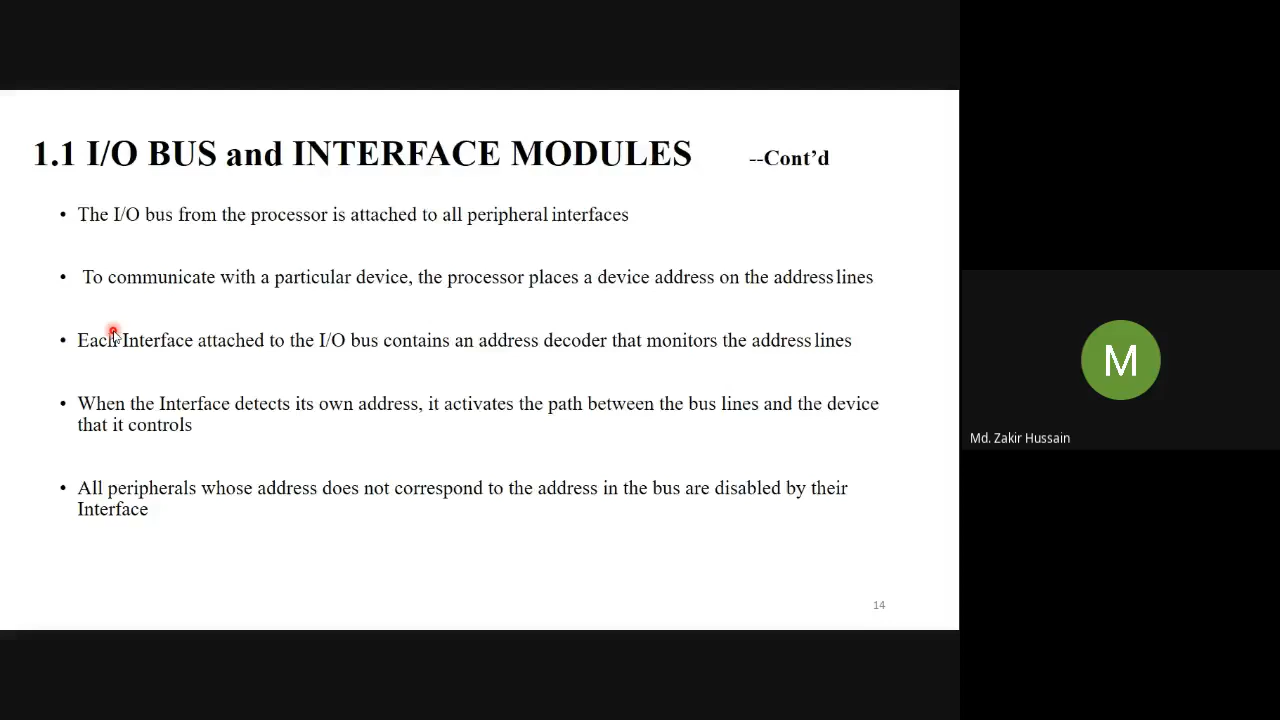 1.1 I/O BUS and INTERFACE MODULES --Cont’d
• The I/O bus from the processor is attached to all peripheral interfaces
• To communicate with a particular device, the processor places a device address on the address lines
• Each Interface attached to the I/O bus contains an address decoder that monitors the address lines
• When the Interface detects its own address, it activates the path between the bus lines and the device
that it controls
• All peripherals whose address does not correspond to the address in the bus are disabled by their
Interface
14
M
Md. Zakir Hussain